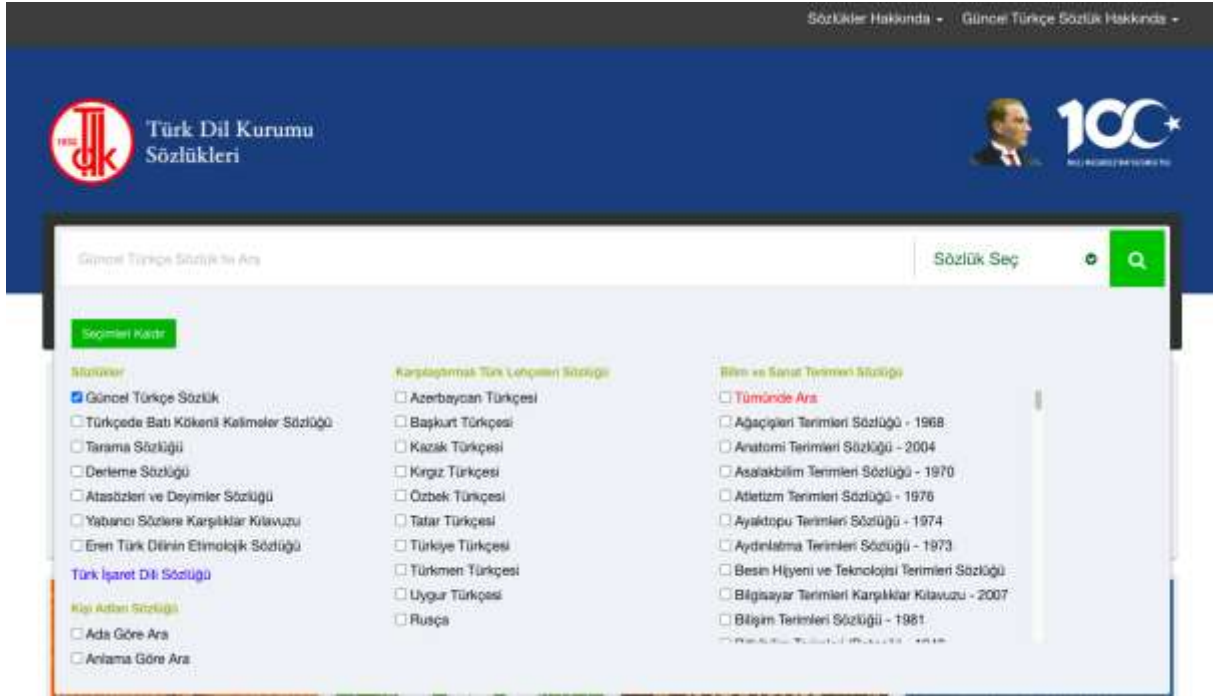 Sözlükler Hakkında
Güncel Türkçe Sözlük Hakkında
1932
TDK
Türk Dil Kurumu
Sözlükleri
100
Güncel Türkçe Sözlük'te Ara
Sözlük Seç
Seçimleri Kaldır
Sözlükler
Güncel Türkçe Sözlük
Türkçede Batı Kökenli Kelimeler Sözlüğü
Tarama Sözlüğü
Derleme Sözlüğü
Atasözleri ve Deyimler Sözlüğü
Yabancı Sözlere Karşılıklar Kılavuzu
Eren Türk Dilinin Etimolojik Sözlüğü
Türk İşaret Dili Sözlüğü
Kişi Adları Sözlüğü
Ada Göre Ara
Anlama Göre Ara
Karşılaştırmalı Türk Lehçeleri Sözlüğü
Azerbaycan Türkçesi
Başkurt Türkçesi
Kazak Türkçesi
Kırgız Türkçesi
Özbek Türkçesi
Tatar Türkçesi
Türkiye Türkçesi
Türkmen Türkçesi
Uygur Türkçesi
Rusça
Bilim ve Sanat Terimleri Sözlüğü
Tümünde Ara
Ağaçişleri Terimleri Sözlüğü - 1968
Anatomi Terimleri Sözlüğü - 2004
Asalakbilim Terimleri Sözlüğü - 1970
Atletizm Terimleri Sözlüğü - 1976
Ayaktopu Terimleri Sözlüğü - 1974
Aydınlatma Terimleri Sözlüğü - 1973
Besin Hijyeni ve Teknolojisi Terimleri Sözlüğü
Bilgisayar Terimleri Karşılıklar Kılavuzu - 2007
Bilişim Terimleri Sözlüğü - 1981